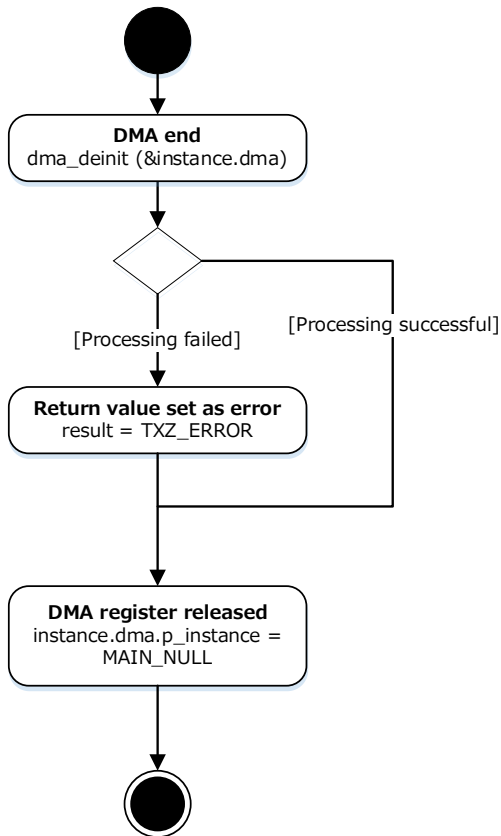 DMA end
dma_deinit (&instance.dma)
[Processing failed]
[Processing successful]
Return value set as error
result = TXZ_ERROR
DMA register released
instance.dma.p_instance =
MAIN_NULL